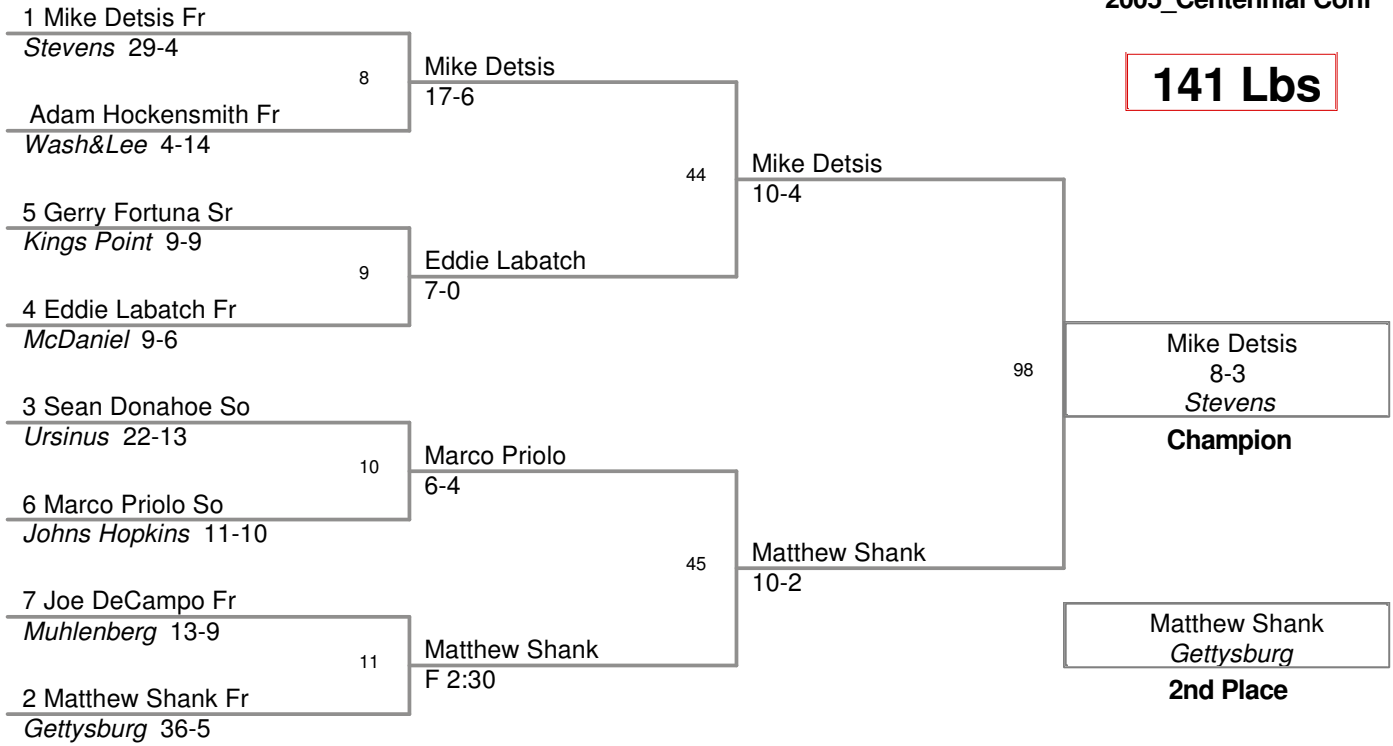 2005_Centennial Conf
141 Lbs
1 Mike Detsis Fr
Stevens 29-4
8
Adam Hockensmith Fr
Wash&Lee 4-14
5 Gerry Fortuna Sr
Kings Point 9-9
9
4 Eddie Labatch Fr
McDaniel 9-6
3 Sean Donahoe So
Ursinus 22-13
10
6 Marco Priolo So
Johns Hopkins 11-10
7 Joe DeCampo Fr
Muhlenberg 13-9
11
2 Matthew Shank Fr
Gettysburg 36-5
Mike Detsis
17-6
44
Eddie Labatch
7-0
Marco Priolo
6-4
45
Matthew Shank
F 2:30
Mike Detsis
10-4
98
Matthew Shank
10-2
Mike Detsis
8-3
Stevens
Champion
Matthew Shank
Gettysburg
2nd Place